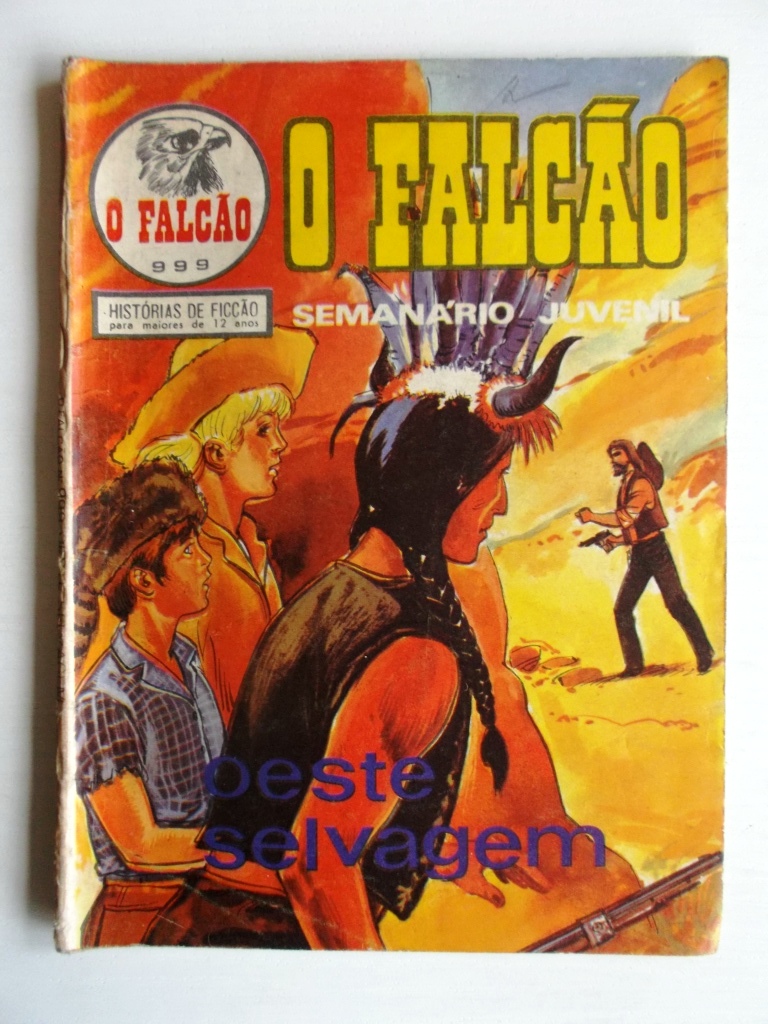 O FALCÃO
999
HISTÓRIAS DE FICÇÃO
para maiores de 12 anos
O FALCÃO
SEMANÁRIO JUVENIL
oeste
selvagem